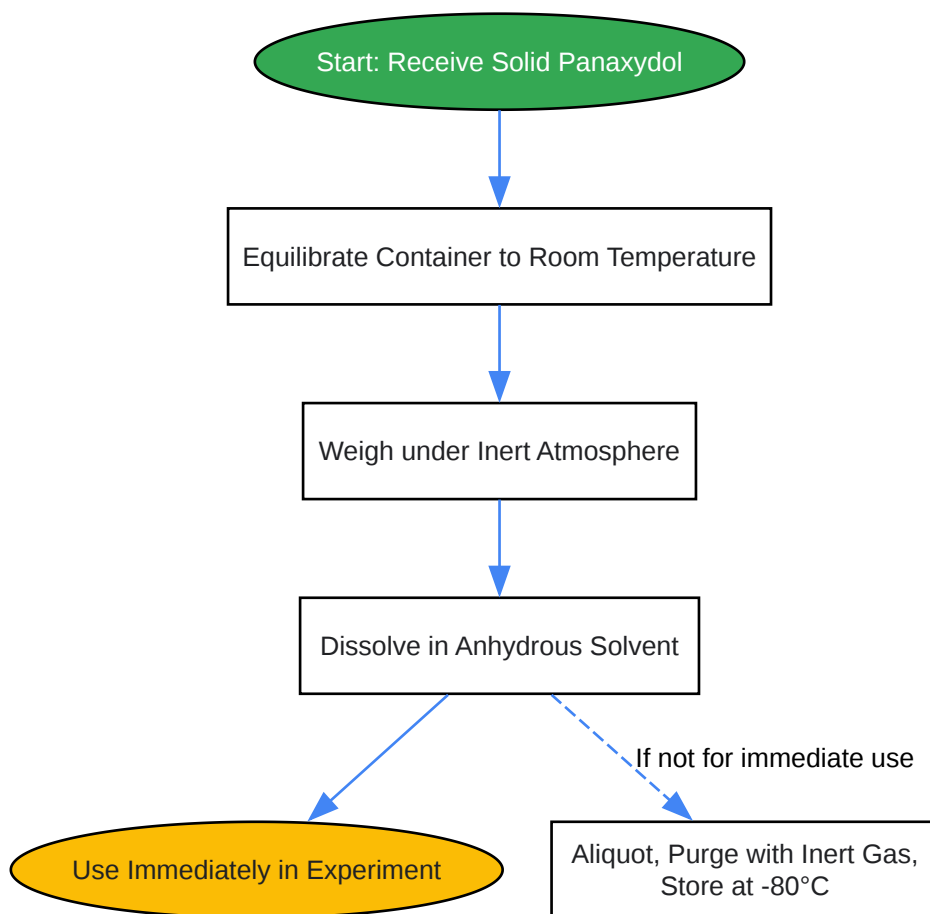 Start: Receive Solid Panaxydol
Equilibrate Container to Room Temperature
Weigh under Inert Atmosphere
Dissolve in Anhydrous Solvent
If not for immediate use
Use Immediately in Experiment
Aliquot, Purge with Inert Gas,
Store at -80°C